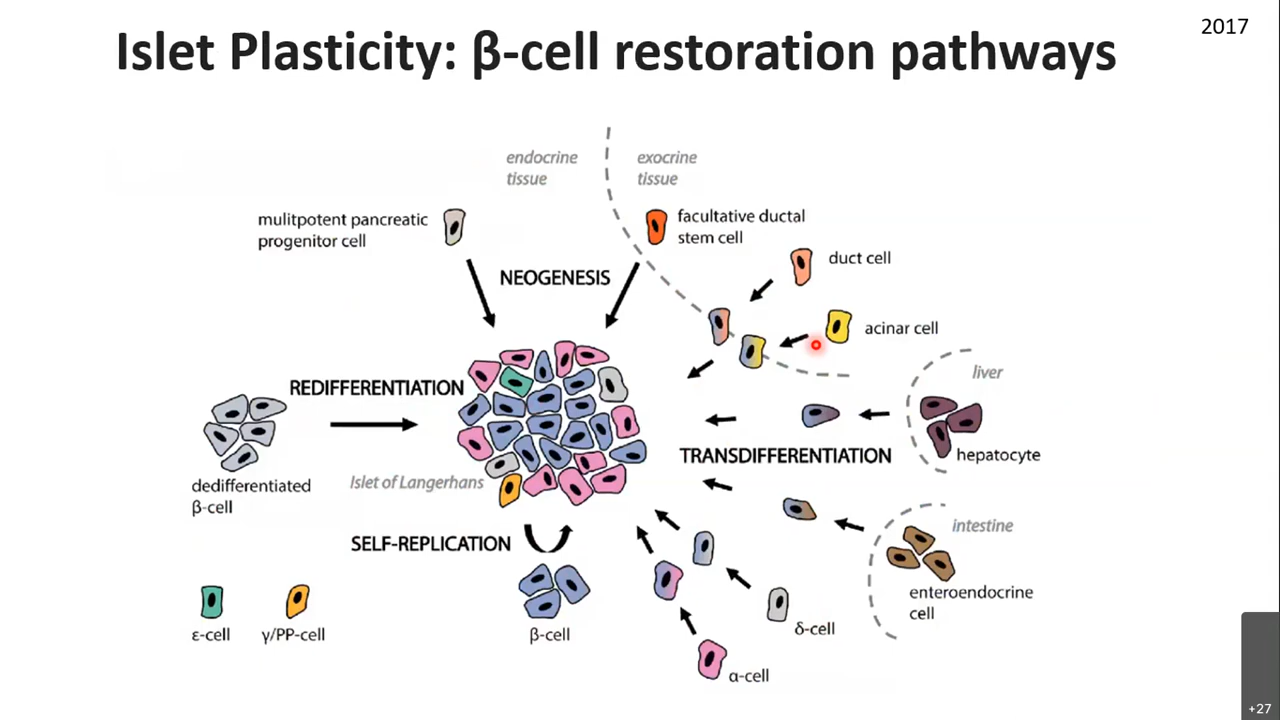 2017
Islet Plasticity: β-cell restoration pathways
endocrine
tissue
exocrine
tissue
mulitpotent pancreatic
progenitor cell
facultative ductal
stem cell
NEOGENESIS
duct cell
acinar cell
liver
REDIFFERENTIATION
hepatocyte
TRANSDIFFERENTIATION
dedifferentiated
β-cell
Islet of Langerhans
intestine
SELF-REPLICATION
enteroendocrine
cell
ε-cell
γ/PP-cell
β-cell
δ-cell
α-cell
+27